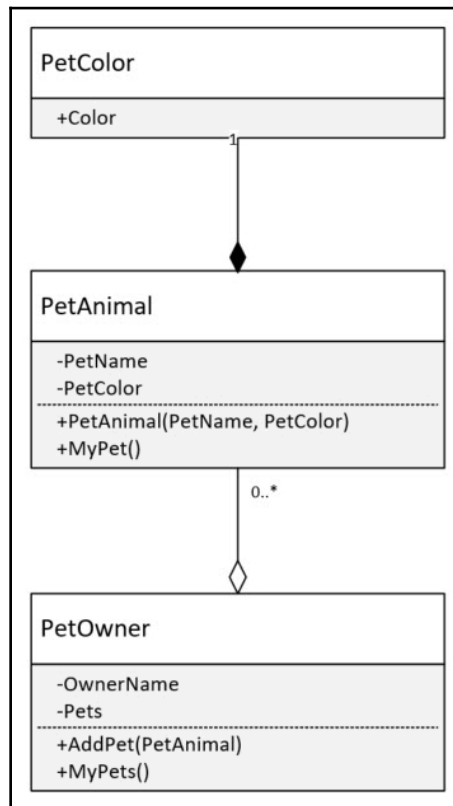 PetColor
+Color
1
PetAnimal
-PetName
-PetColor
+PetAnimal(PetName, PetColor)
+MyPet()
0..*
PetOwner
-OwnerName
-Pets
+AddPet(PetAnimal)
+MyPets()